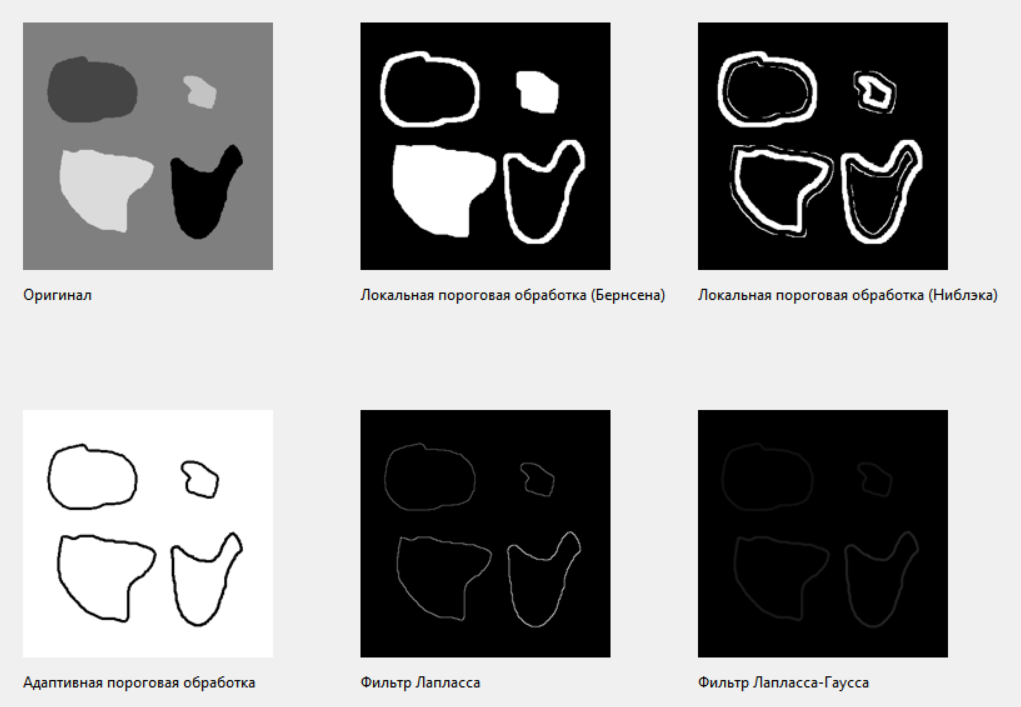 Оригинал
Локальная пороговая обработка (Бернсена)
Локальная пороговая обработка (Ниблэка)
Адаптивная пороговая обработка
Фильтр Лапласса
Фильтр Лапласса-Гаусса